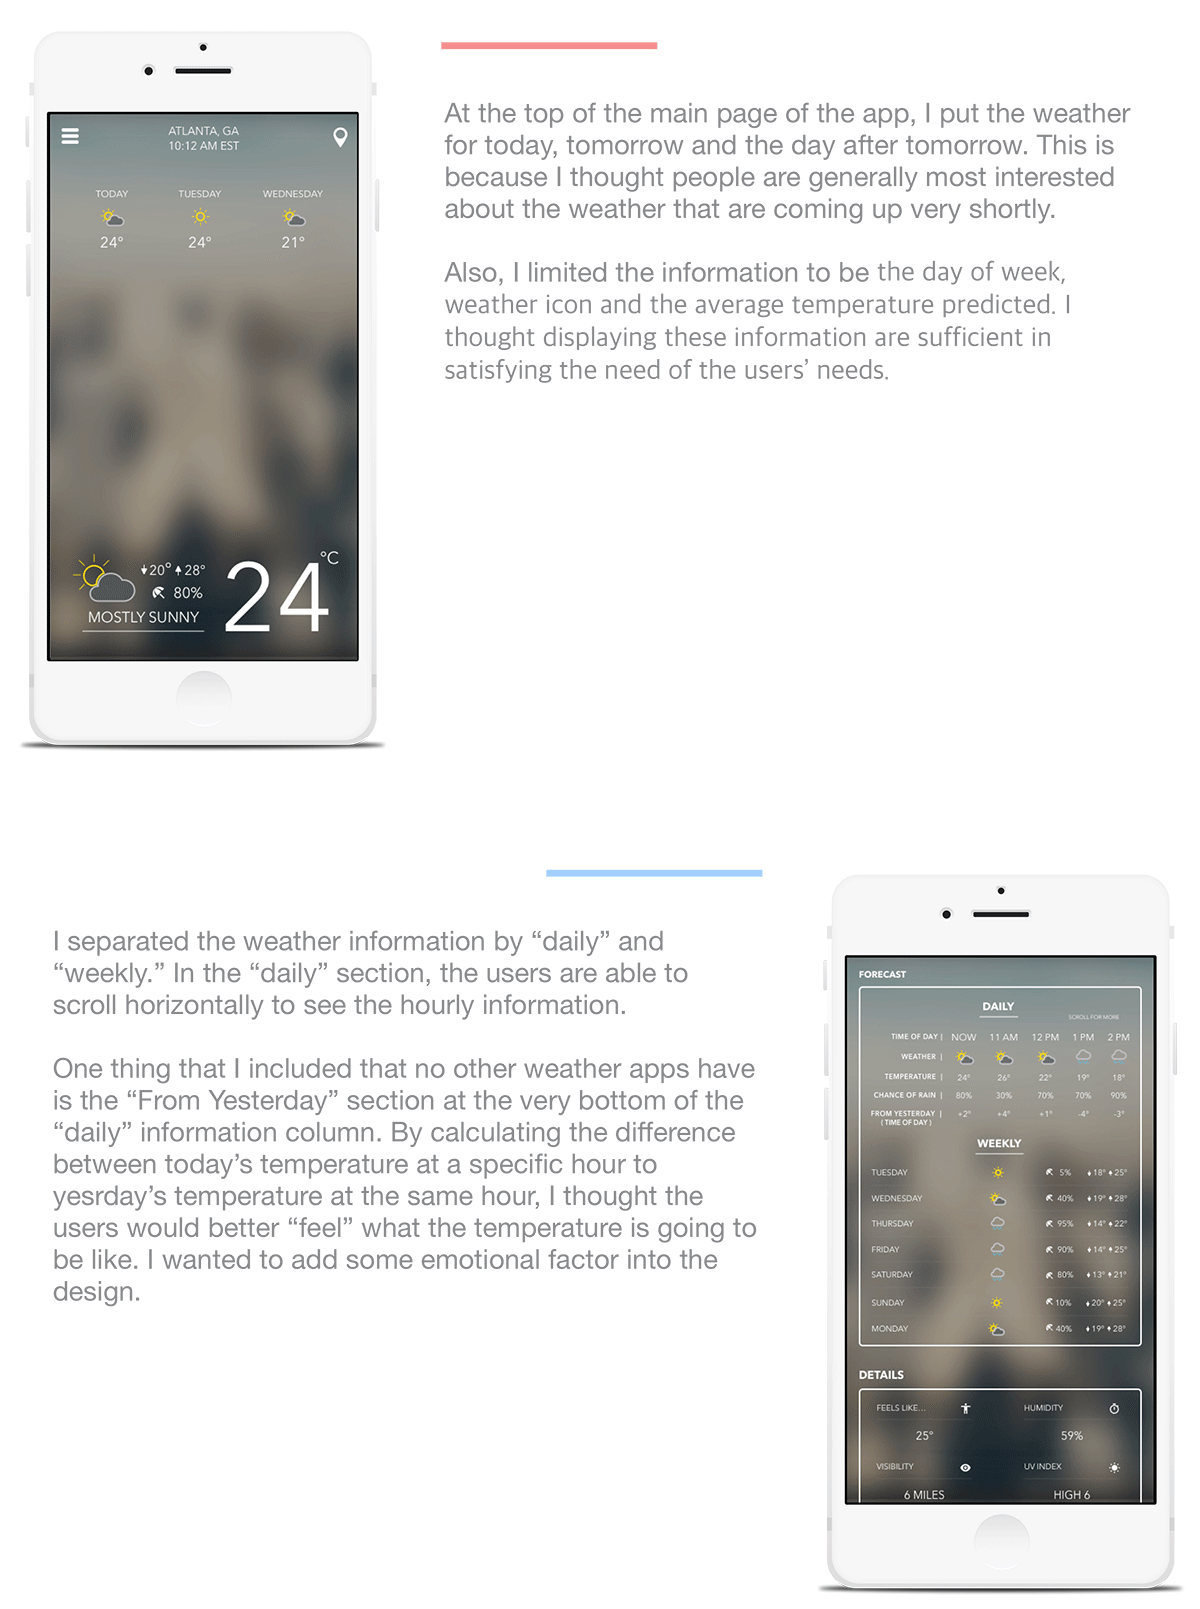 ATLANTA, GA
10:12 AM EST
TODAY TUESDAY WEDNESDAY
24° 24° 21°
20° 28°
80%
MOSTLY SUNNY
24 °C
At the top of the main page of the app, I put the weather
for today, tomorrow and the day after tomorrow. This is
because I thought people are generally most interested
about the weather that are coming up very shortly.
Also, I limited the information to be the day of week,
weather icon and the average temperature predicted. I
thought displaying these information are sufficient in
satisfying the need of the users’ needs.
I separated the weather information by “daily” and
“weekly.” In the “daily” section, the users are able to
scroll horizontally to see the hourly information.
One thing that I included that no other weather apps have
is the “From Yesterday” section at the very bottom of the
“daily” information column. By calculating the difference
between today’s temperature at a specific hour to
yesrday’s temperature at the same hour, I thought the
users would better “feel” what the temperature is going to
be like. I wanted to add some emotional factor into the
design.
FORECAST
DAILY
SCROLL FOR MORE
TIME OF DAY | NOW 11 AM 12 PM 1 PM 2 PM
WEATHER |
TEMPERATURE | 24° 26° 22° 19° 18°
CHANCE OF RAIN | 80% 30% 70% 70% 90%
FROM YESTERDAY | +2° +4° +1° -4° -3°
( TIME OF DAY )
WEEKLY
TUESDAY 5% 18° 25°
WEDNESDAY 40% 19° 28°
THURSDAY 95% 14° 22°
FRIDAY 90% 14° 25°
SATURDAY 80% 13° 21°
SUNDAY 10% 20° 25°
MONDAY 40% 19° 28°
DETAILS
FEELS LIKE... HUMIDITY
25° 59%
VISIBILITY UV INDEX
6 MILES HIGH 6